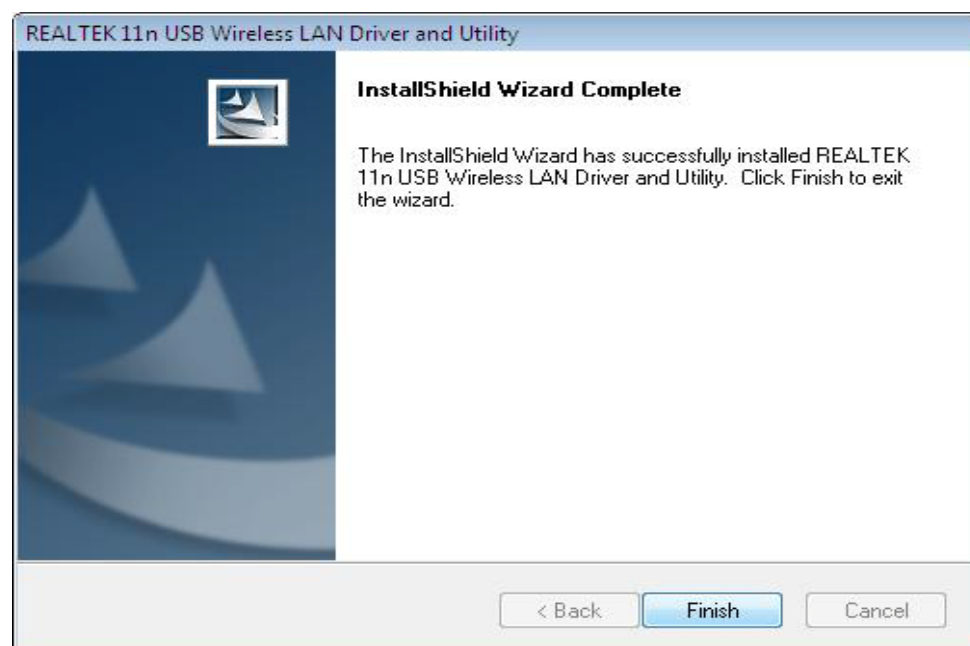 REALTEK 11n USB Wireless LAN Driver and Utility
InstallShield Wizard Complete
The InstallShield Wizard has successfully installed REALTEK
11n USB Wireless LAN Driver and Utility. Click Finish to exit
the wizard.
< Back Finish Cancel